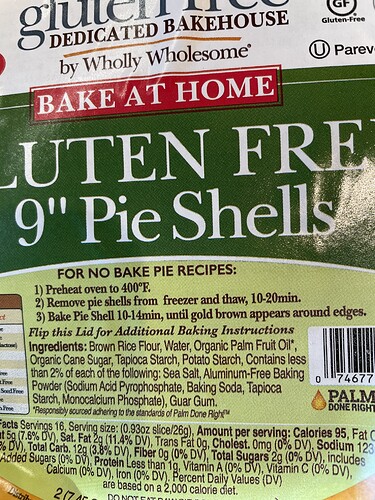 gluten free
DEDICATED BAKEHOUSE
by Wholly Wholesome®
GF
Gluten-Free
U Parev
BAKE AT HOME
LUTEN FRE
9" Pie Shells
FOR NO BAKE PIE RECIPES:
1) Preheat oven to 400°F.
2) Remove pie shells from freezer and thaw, 10-20min.
3) Bake Pie Shell 10-14min, until gold brown appears around edges.
Flip this Lid for Additional Baking Instructions
Ingredients: Brown Rice Flour, Water, Organic Palm Fruit Oil*,
Organic Cane Sugar, Tapioca Starch, Potato Starch, Contains less
than 2% of each of the following: Sea Salt, Aluminum-Free Baking
Powder (Sodium Acid Pyrophosphate, Baking Soda, Tapioca
Starch, Monocalcium Phosphate), Guar Gum.
*Responsibly sourced adhering to the standards of Palm Done Right™
0 74677
PALM
DONE RIGHT
Facts Servings 16, Serving size: (0.93oz slice/26g), Amount per serving: Calories 95, Fat C
t 5g (7.6% DV), Sat. Fat 2g (11.4% DV), Trans Fat 0g, Cholest. 0mg (0% DV), Sodium 123
% DV), Total Carb. 12g (3.8% DV), Fiber 0g (0% DV), Total Sugars 2g (0% DV), includes
Added Sugars (0% DV), Protein Less than 1g, Vitamin A (0% DV), Vitamin C (0% DV),
Calcium (0% DV), Iron (0% DV), Percent Daily Values (DV)
are based on a 2,000 calorie diet.